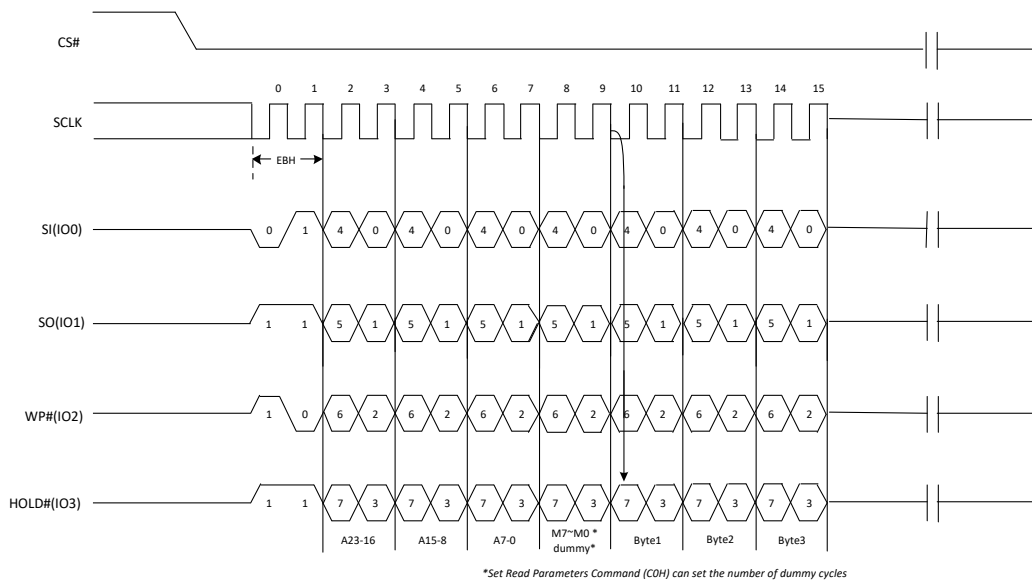 CS#
0 1 2 3 4 5 6 7 8 9 10 11 12 13 14 15
SCLK
EBH
SI(IO0) 0 1 4 0 4 0 4 0 4 0 4 0 4 0 4 0
SO(IO1) 1 1 5 1 5 1 5 1 5 1 5 1 5 1 5 1
WP#(IO2) 1 0 6 2 6 2 6 2 6 2 6 2 6 2 6 2
HOLD#(IO3) 1 1 7 3 7 3 7 3 7 3 7 3 7 3 7 3
A23-16 A15-8 A7-0 M7~M0 * Byte1 Byte2 Byte3
dummy*
*Set Read Parameters Command (C0H) can set the number of dummy cycles